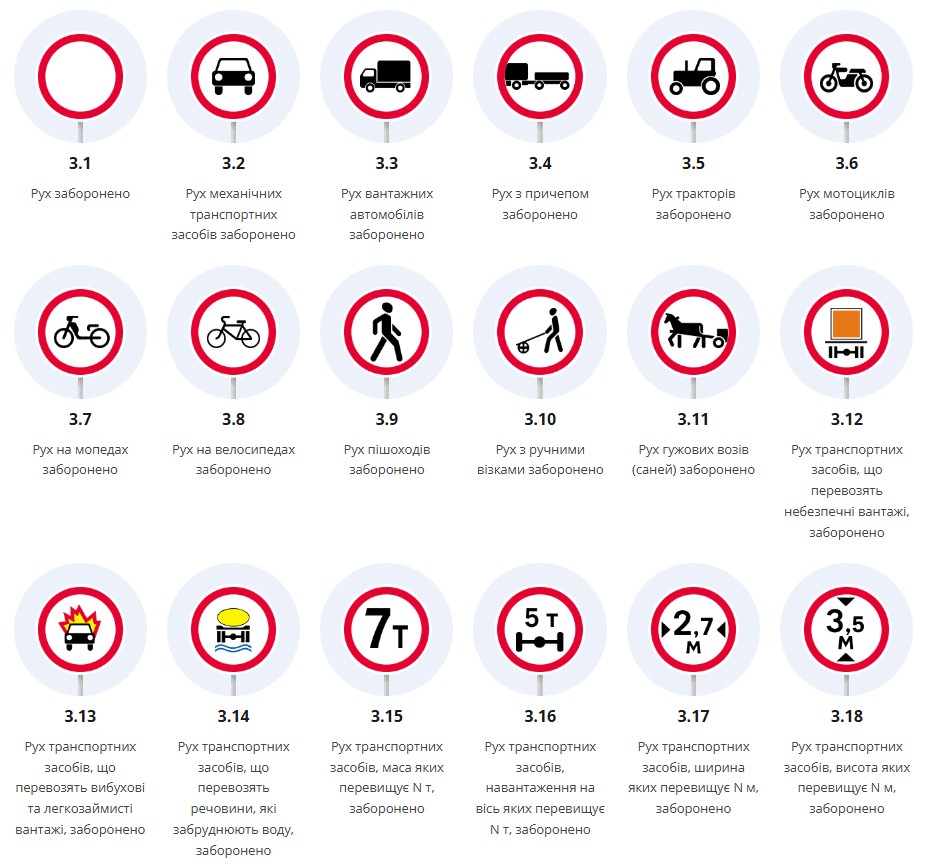 3.1
Рух заборонено
3.2
Рух механічних
транспортних
засобів заборонено
3.3
Рух вантажних
автомобілів
заборонено
3.4
Рух з причепом
заборонено
3.5
Рух тракторів
заборонено
3.6
Рух мотоциклів
заборонено
3.7
Рух на мопедах
заборонено
3.8
Рух на велосипедах
заборонено
3.9
Рух пішоходів
заборонено
3.10
Рух з ручними
візками заборонено
3.11
Рух гужових возів
(саней) заборонено
3.12
Рух транспортних
засобів, що
перевозять
небезпечні вантажі,
заборонено
3.13
Рух транспортних
засобів, що
перевозять вибухові
та легкозаймисті
вантажі, заборонено
3.14
Рух транспортних
засобів, що
перевозять
речовини, які
забруднюють воду,
заборонено
7т
3.15
Рух транспортних
засобів, маса яких
перевищує N т,
заборонено
5 т
3.16
Рух транспортних
засобів,
навантаження на
вісь яких перевищує
N т, заборонено
2,7
М
3.17
Рух транспортних
засобів, ширина
яких перевищує N м,
заборонено
3,5
М
3.18
Рух транспортних
засобів, висота яких
перевищує N м,
заборонено